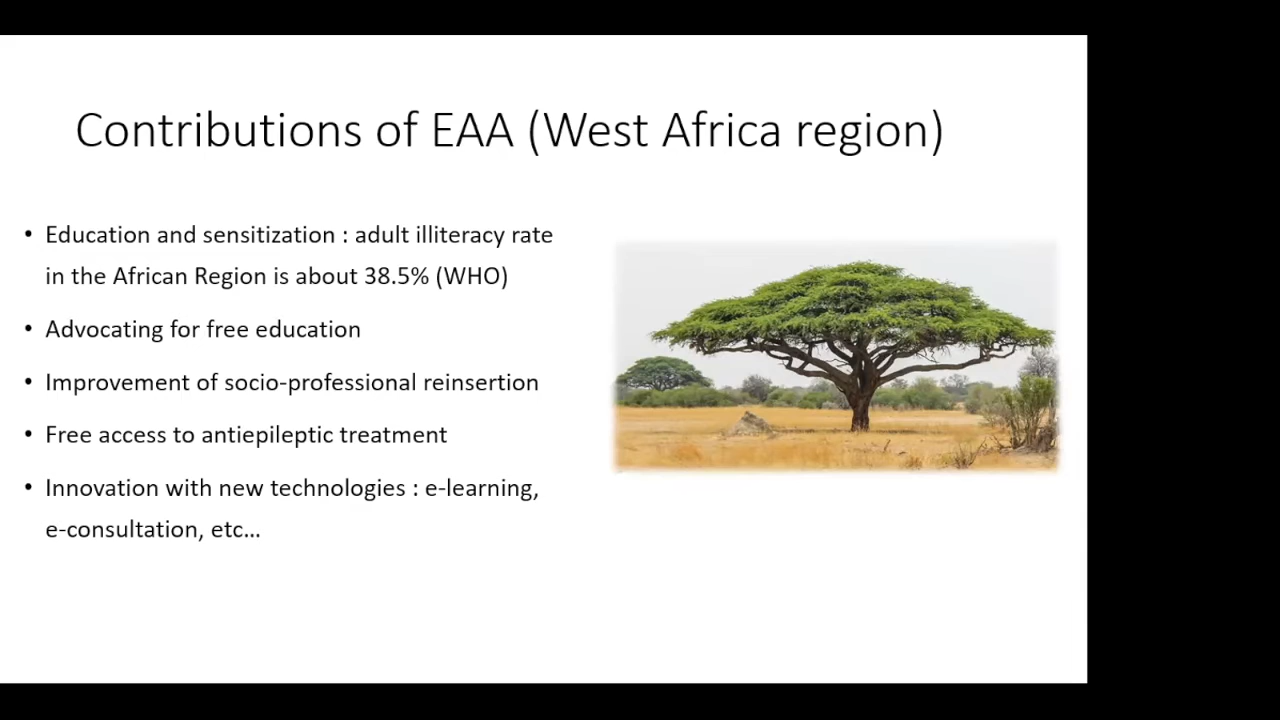 Contributions of EAA (West Africa region)
• Education and sensitization : adult illiteracy rate
in the African Region is about 38.5% (WHO)
• Advocating for free education
• Improvement of socio-professional reinsertion
• Free access to antiepileptic treatment
• Innovation with new technologies : e-learning,
e-consultation, etc…